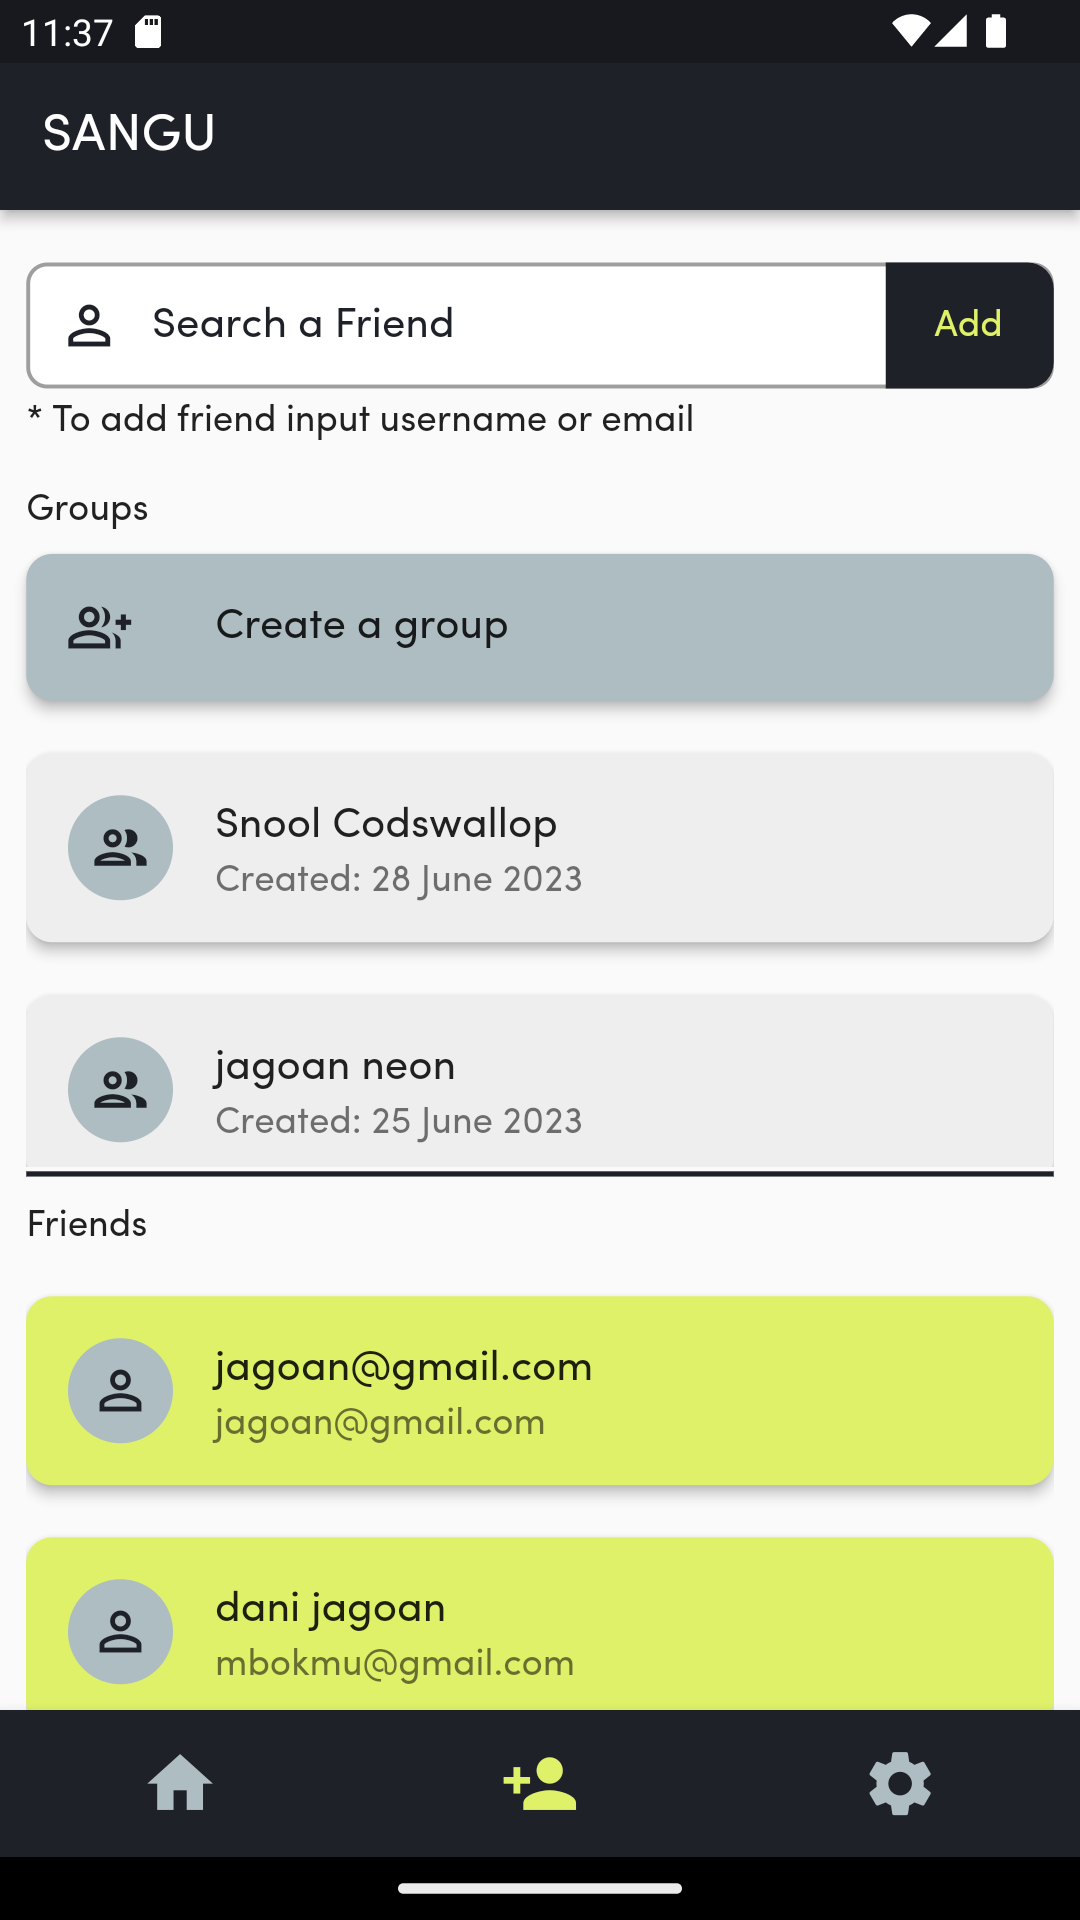 11:37
SANGU
Search a Friend
Add
* To add friend input username or email
Groups
Create a group
Snool Codswallop
Created: 28 June 2023
jagoan neon
Created: 25 June 2023
Friends
jagoan@gmail.com
jagoan@gmail.com
dani jagoan
mbokmu@gmail.com